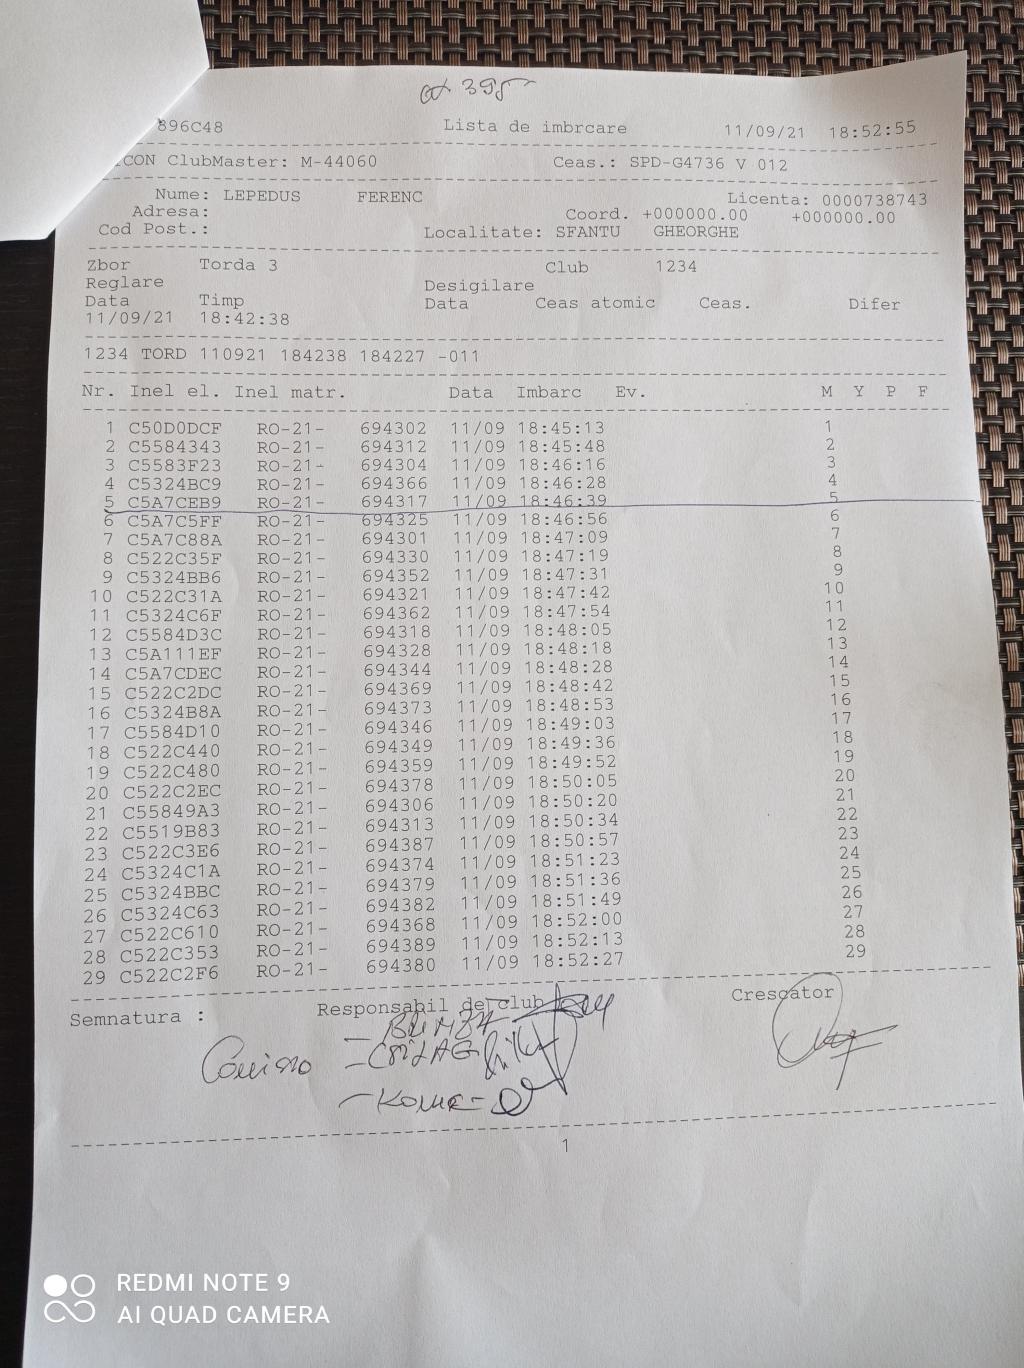 395
896C48 Lista de imbrcare 11/09/21 18:52:55
CON ClubMaster: M-44060 Ceas.: SPD-G4736 V 012
Nume: LEPEDUS FERENC Licenta: 0000738743
Adresa: Coord. +000000.00 +000000.00
Cod Post.: Localitate: SFANTU GHEORGHE
Zbor Torda 3 Club 1234
Reglare Desigilare
Data Timp Data Ceas atomic Ceas. Difer
11/09/21 18:42:38
1234 TORD 110921 184238 184227 -011
Nr. Inel el. Inel matr. Data Imbarc Ev. M Y P F
1 C50D0DCF RO-21- 694302 11/09 18:45:13 1
2 C5584343 RO-21- 694312 11/09 18:45:48 2
3 C5583F23 RO-21- 694304 11/09 18:46:16 3
4 C5324BC9 RO-21- 694366 11/09 18:46:28 4
5 C5A7CEB9 RO-21- 694317 11/09 18:46:39 5
6 C5A7C5FF RO-21- 694325 11/09 18:46:56 6
7 C5A7C88A RO-21- 694301 11/09 18:47:09 7
8 C522C35F RO-21- 694330 11/09 18:47:19 8
9 C5324BB6 RO-21- 694352 11/09 18:47:31 9
10 C522C31A RO-21- 694321 11/09 18:47:42 10
11 C5324C6F RO-21- 694362 11/09 18:47:54 11
12 C5584D3C RO-21- 694318 11/09 18:48:05 12
13 C5A111EF RO-21- 694328 11/09 18:48:18 13
14 C5A7CDEC RO-21- 694344 11/09 18:48:28 14
15 C522C2DC RO-21- 694369 11/09 18:48:42 15
16 C5324B8A RO-21- 694373 11/09 18:48:53 16
17 C5584D10 RO-21- 694346 11/09 18:49:03 17
18 C522C440 RO-21- 694349 11/09 18:49:36 18
19 C522C480 RO-21- 694359 11/09 18:49:52 19
20 C522C2EC RO-21- 694378 11/09 18:50:05 20
21 C55849A3 RO-21- 694306 11/09 18:50:20 21
22 C5519B83 RO-21- 694313 11/09 18:50:34 22
23 C522C3E6 RO-21- 694387 11/09 18:50:57 23
24 C5324C1A RO-21- 694374 11/09 18:51:23 24
25 C5324BBC RO-21- 694379 11/09 18:51:36 25
26 C5324C63 RO-21- 694382 11/09 18:51:49 26
27 C522C610 RO-21- 694368 11/09 18:52:00 27
28 C522C353 RO-21- 694389 11/09 18:52:13 28
29 C522C2F6 RO-21- 694380 11/09 18:52:27 29
Semnatura : Responsabil de club Crescator
1
REDMI NOTE 9
AI QUAD CAMERA